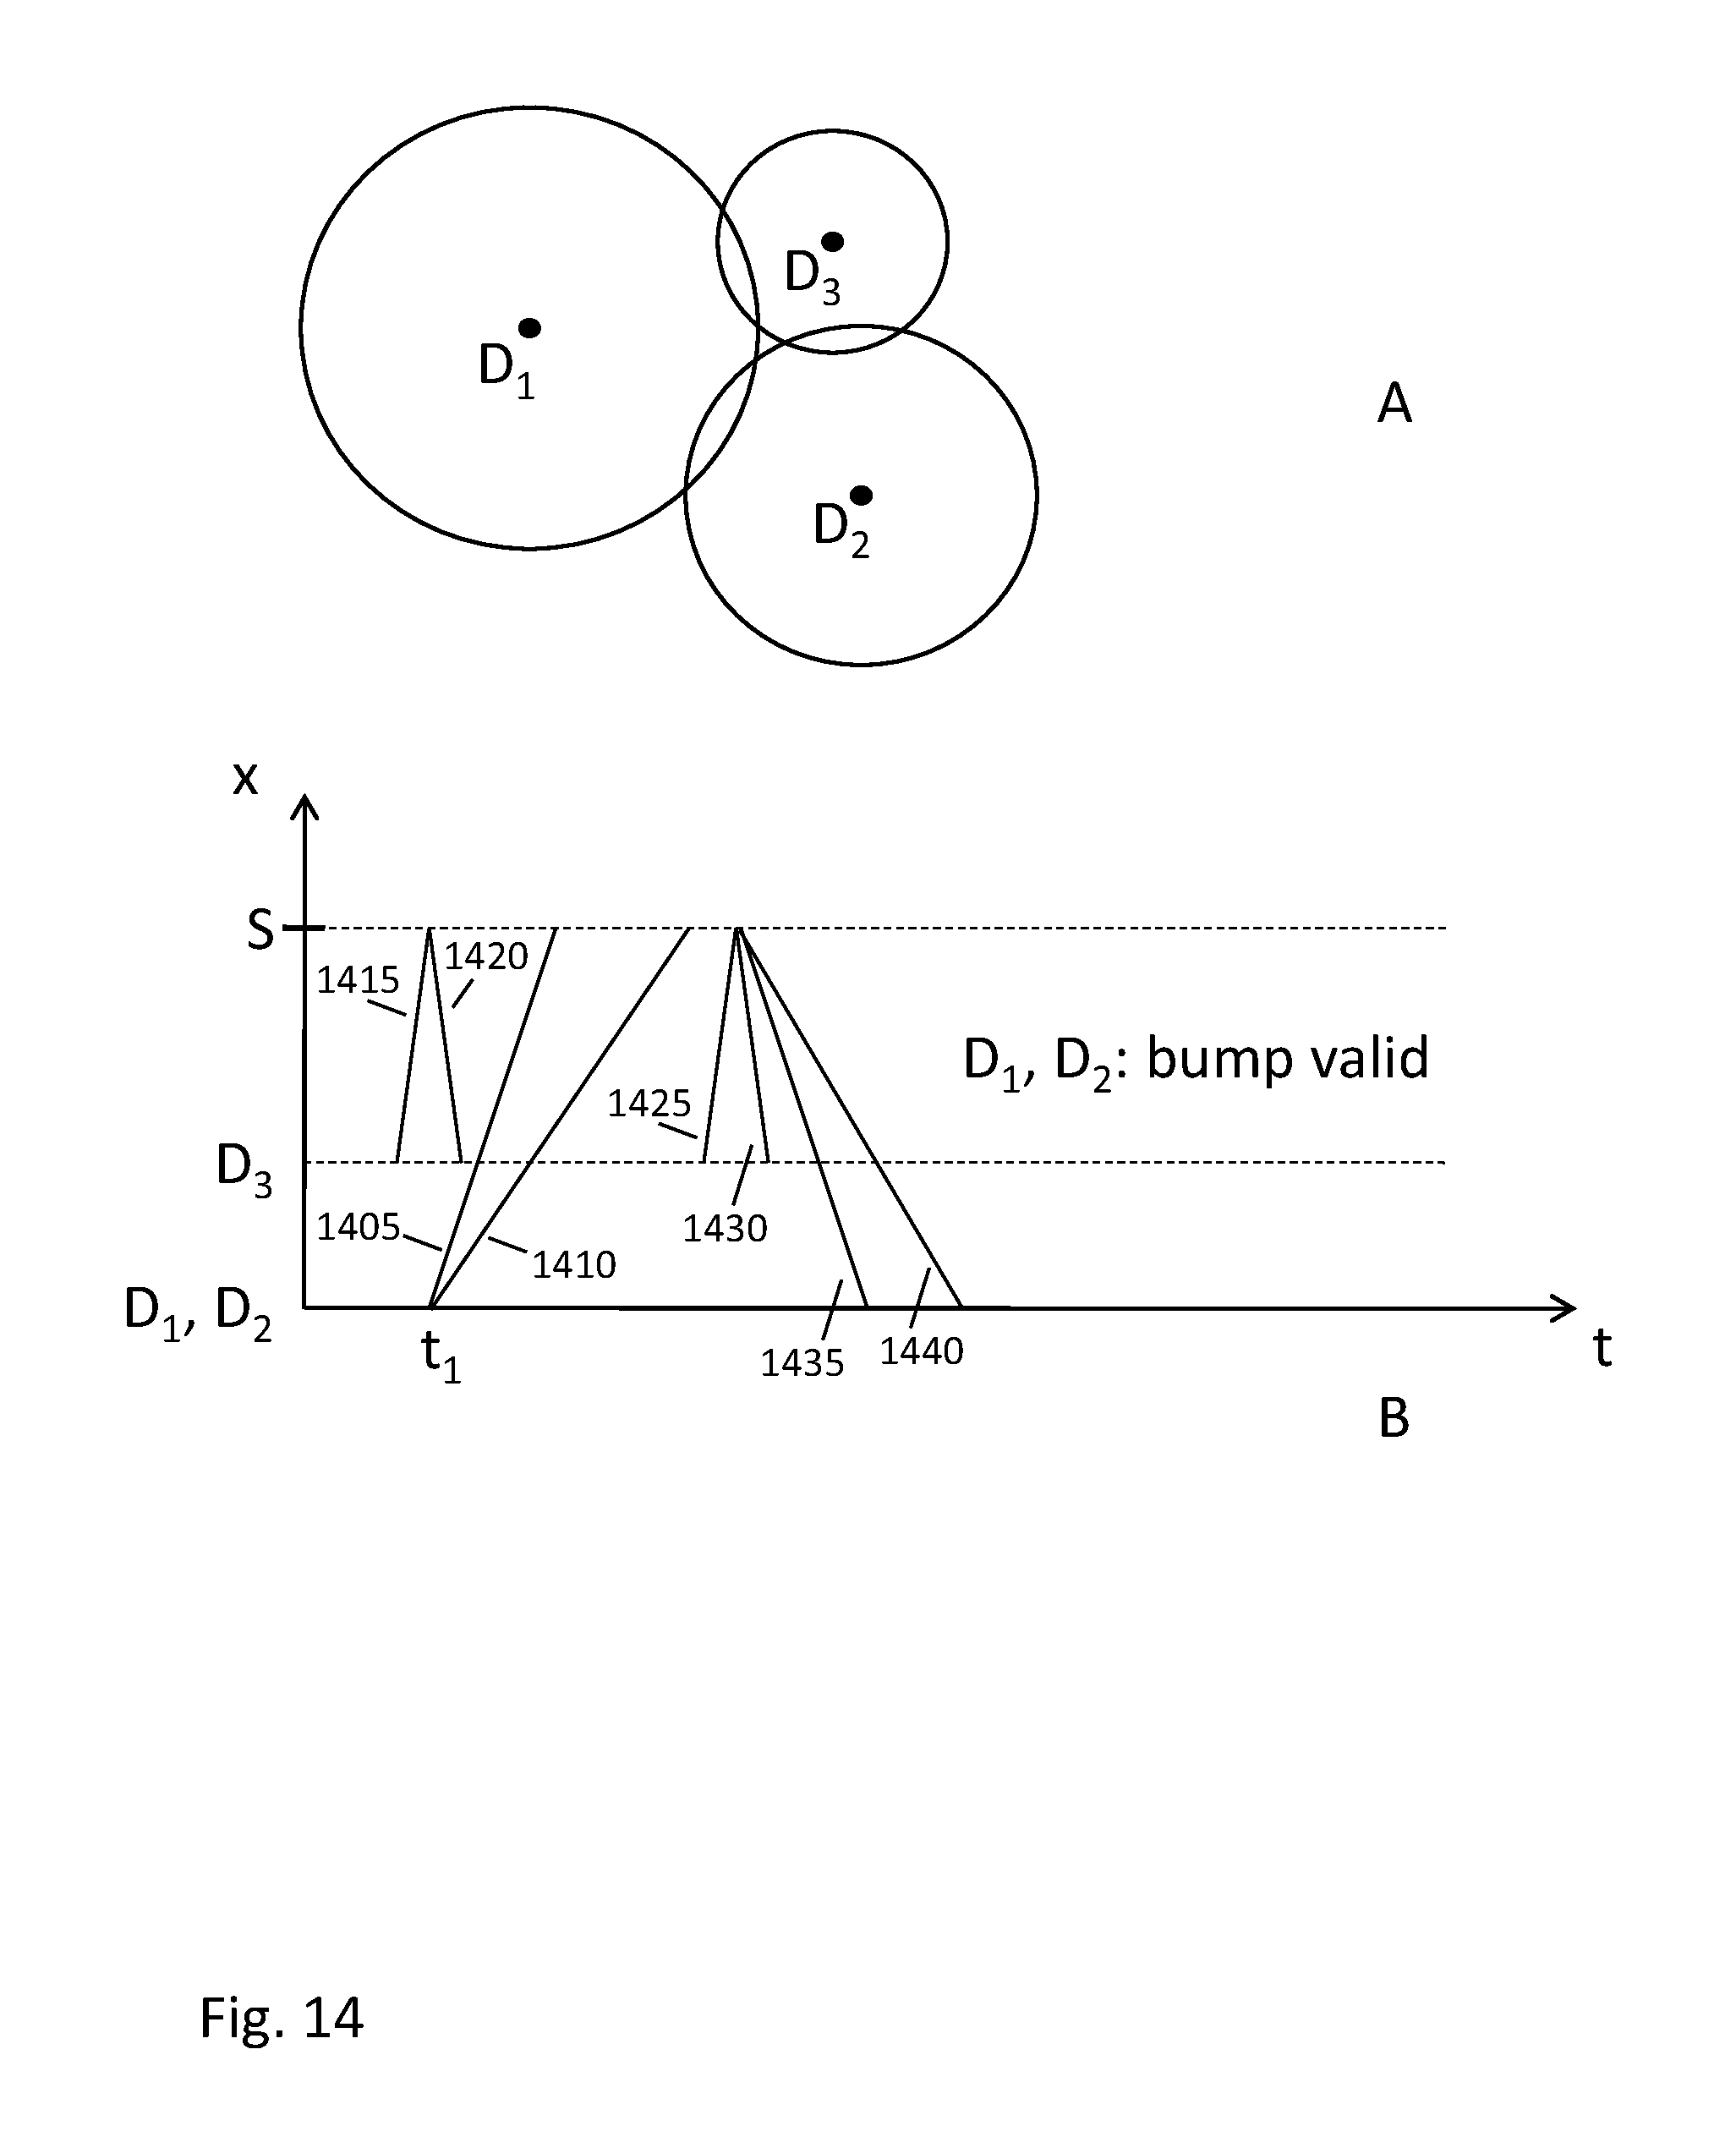 D₃
D₁
A
D₂
x
S
1420
1415
D₁, D₂: bump valid
1425
D₃
1405
1430
1410
D₁, D₂
t₁
1435
1440
t
B
Fig. 14